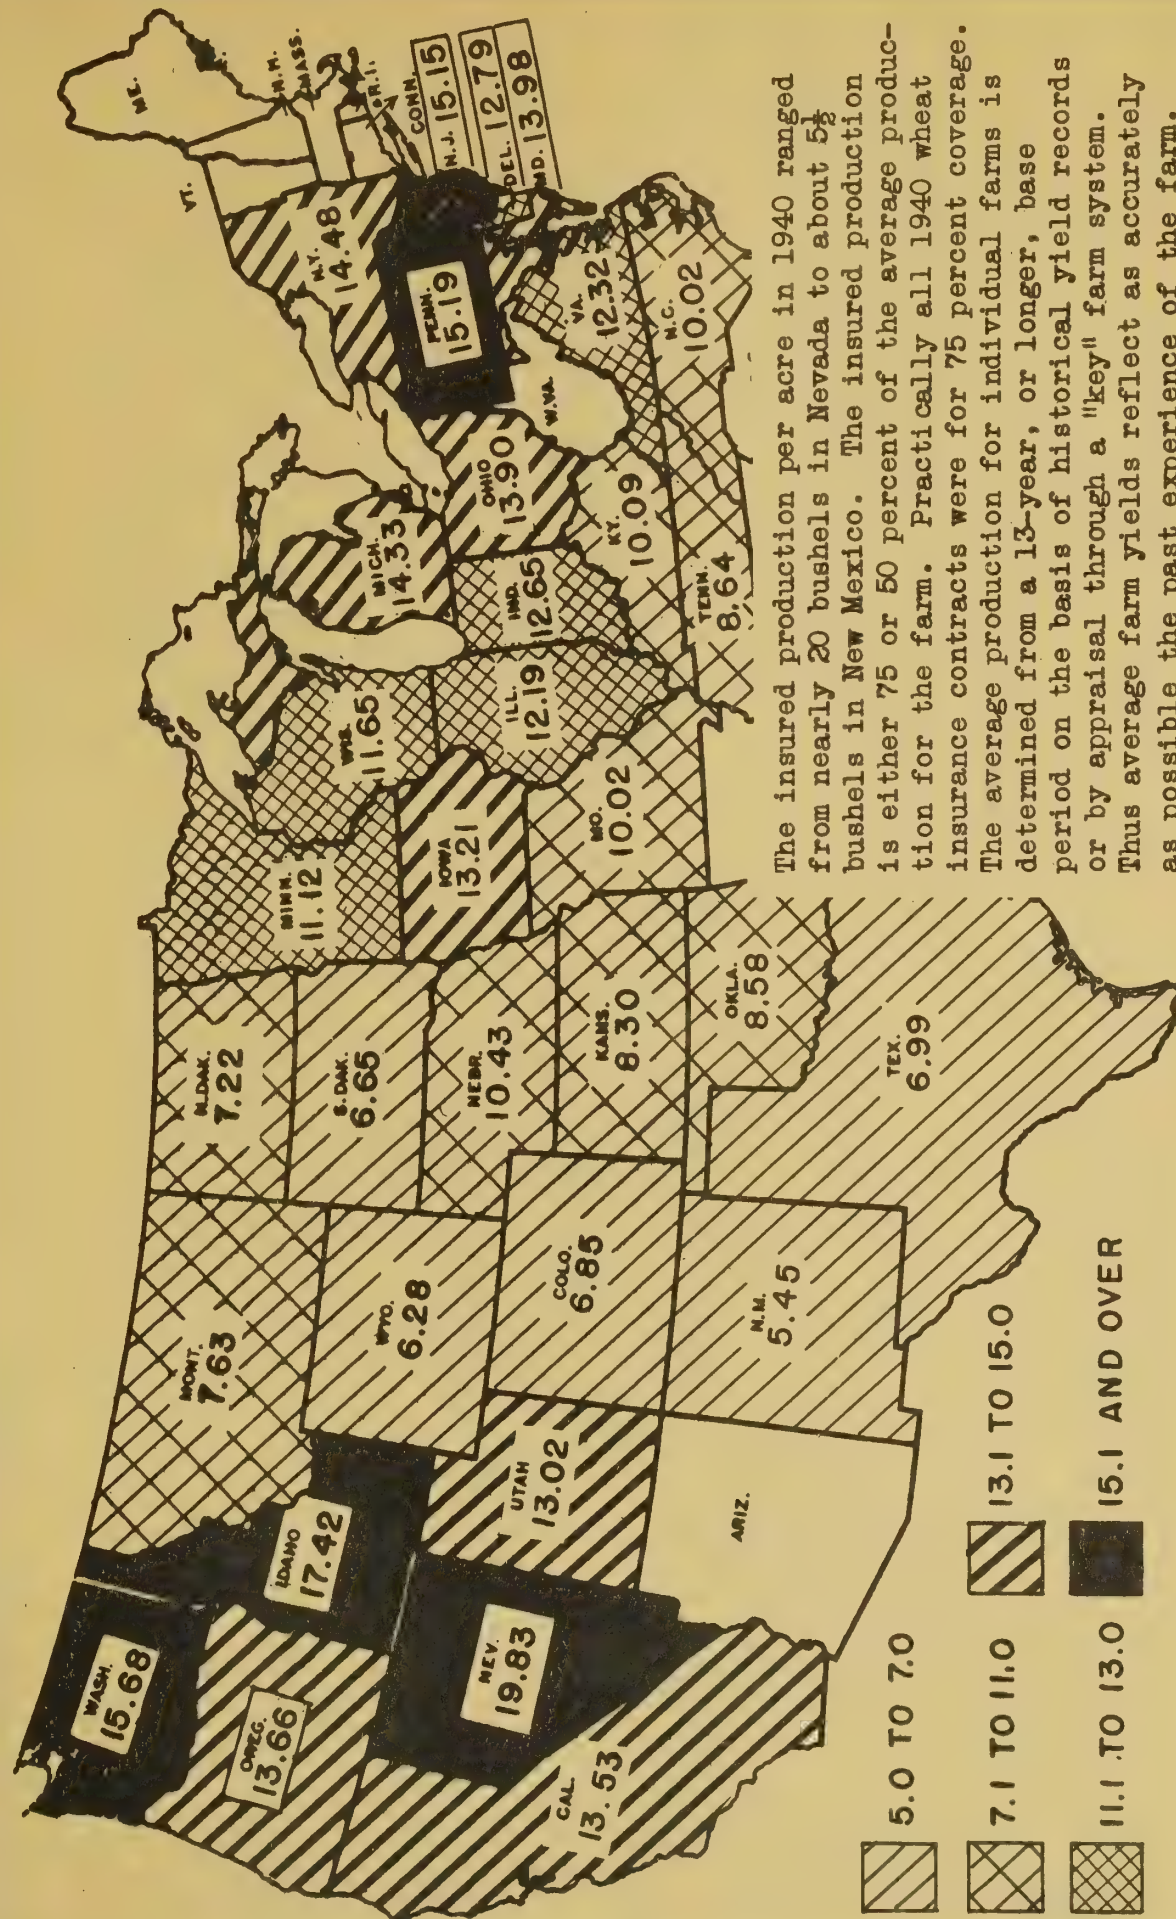 WASH.
15.68
OREG.
13.66
CAL.
13.53
IDAHO
17.42
NEV.
19.83
MONT.
7.63
WYO.
6.28
UTAH
13.02
COLO.
6.85
ARIZ.
N.M.
5.45
N.DAK.
7.22
S.DAK.
6.65
NEBR.
10.43
KANS.
8.30
OKLA.
8.58
TEX.
6.99
MINN.
11.12
IOWA
13.21
MO.
10.02
WIS.
11.65
ILL.
12.19
MICH.
14.33
IND.
12.65
OHIO
13.90
KY.
10.09
TENN.
8.64
W.VA.
VA.
12.32
N.C.
10.02
PENN.
15.19
N.Y.
14.48
VT.
ME.
N.H.
MASS.
R.I.
CONN.
N.J. 15.15
DEL. 12.79
MD. 13.98
The insured production per acre in 1940 ranged
from nearly 20 bushels in Nevada to about 5½
bushels in New Mexico. The insured production
is either 75 or 50 percent of the average produc-
tion for the farm. Practically all 1940 wheat
insurance contracts were for 75 percent coverage.
The average production for individual farms is
determined from a 13-year, or longer, base
period on the basis of historical yield records
or by appraisal through a "key" farm system.
Thus average farm yields reflect as accurately
as possible the past experience of the farm.
5.0 TO 7.0
7.1 TO 11.0
11.1 TO 13.0
13.1 TO 15.0
15.1 AND OVER